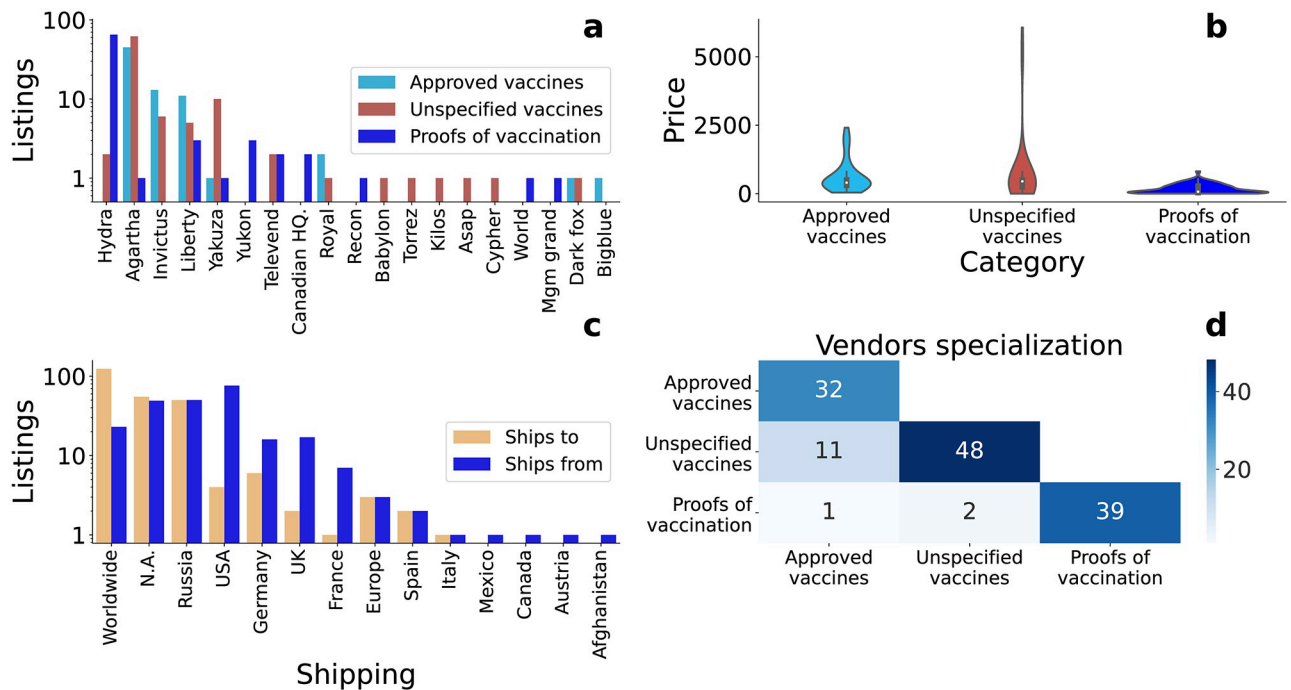 a
100
10
1
Listings
Approved vaccines
Unspecified vaccines
Proofs of vaccination
Hydra
Agartha
Invictus
Liberty
Yakuza
Yukon
Televend
Canadian HQ.
Royal
Recon
Babylon
Torrez
Kilos
Asap
Cypher
World
Mgm grand
Dark fox
Bigblue
b
5000
2500
0
Price
Approved
vaccines
Unspecified
vaccines
Proofs of
vaccination
Category
c
100
10
1
Listings
Ships to
Ships from
Worldwide
N.A.
Russia
USA
Germany
UK
France
Europe
Spain
Italy
Mexico
Canada
Austria
Afghanistan
Shipping
d
Vendors specialization
Approved
vaccines
32
Unspecified
vaccines
11 48
Proofs of
vaccination
1 2 39
Approved
vaccines
Unspecified
vaccines
Proofs of
vaccination
40
20